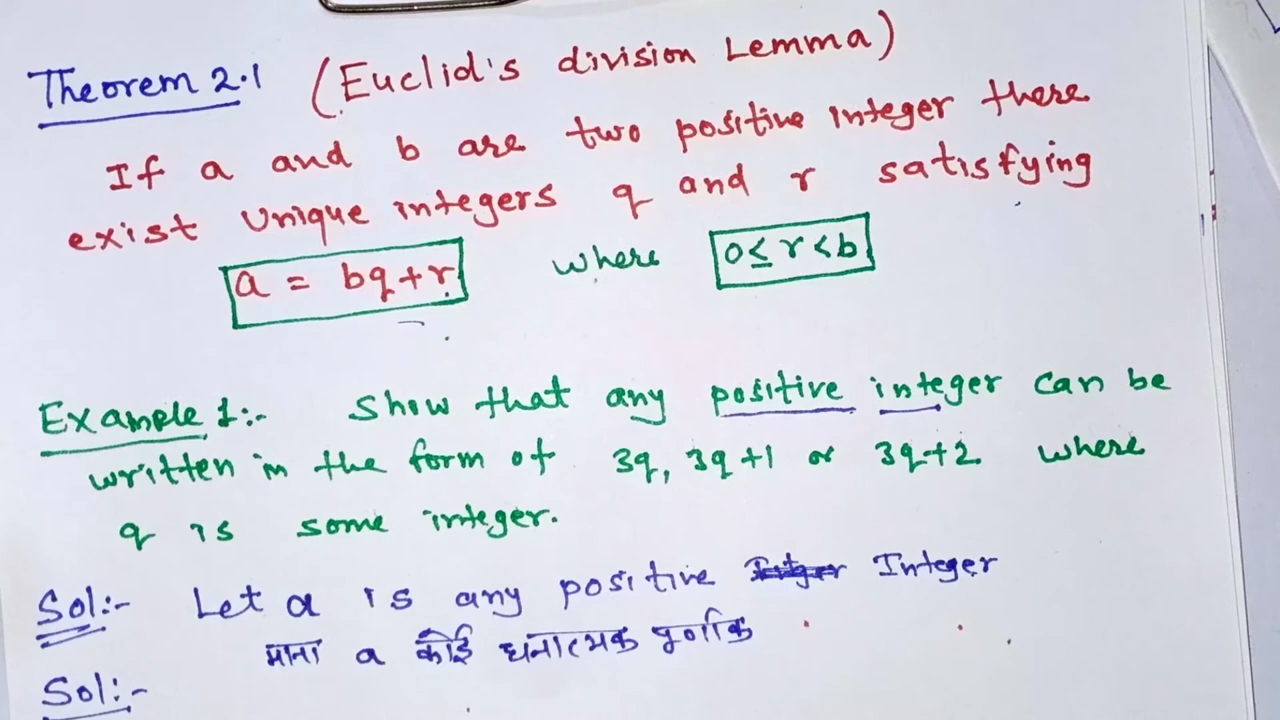 Theorem 2.1 (Euclid's division Lemma)
If a and b are two positive integer there
exist unique integers q and r satisfying
a = bq+r where 0≤r<b
Example 1:- Show that any positive integer can be
written in the form of 3q, 3q+1 or 3q+2 where
q is some integer.
Sol:- Let a is any positive Integer
माना a कोई धनात्मक पूर्णांक
Sol:-